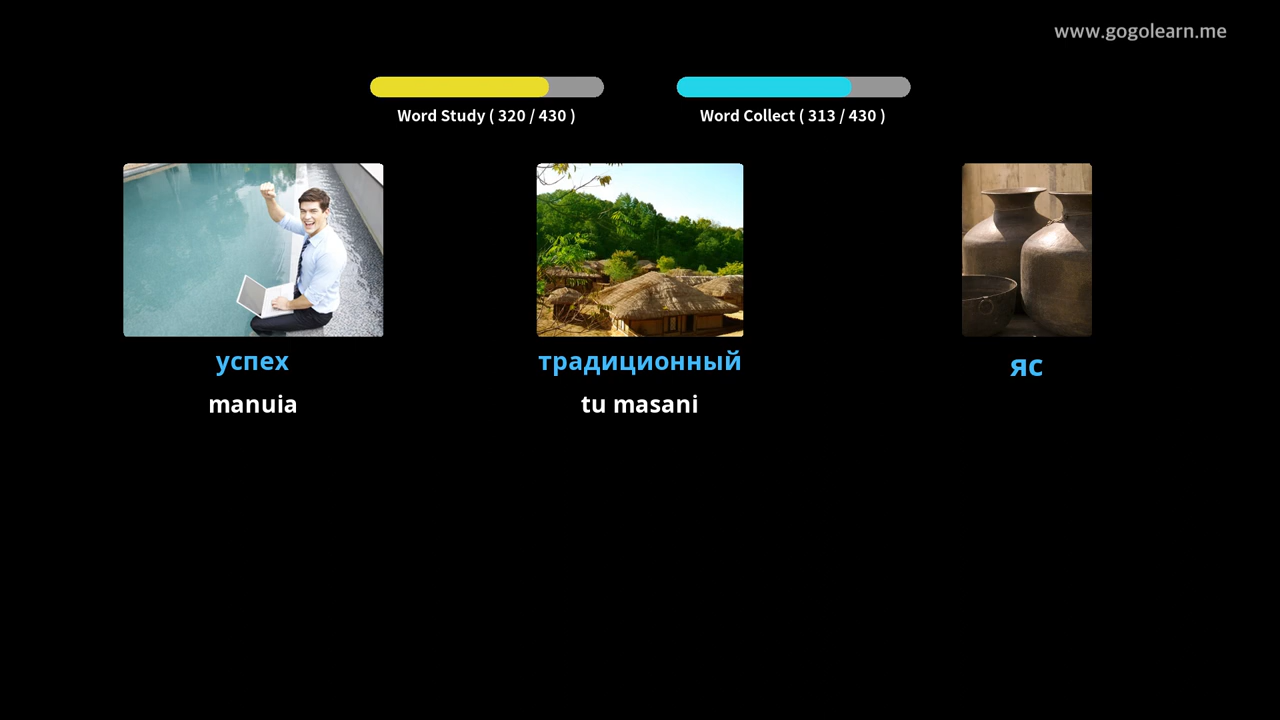 www.gogolearn.me
Word Study ( 320 / 430 )
Word Collect ( 313 / 430 )
успех
традиционный
яс
manuia
tu masani